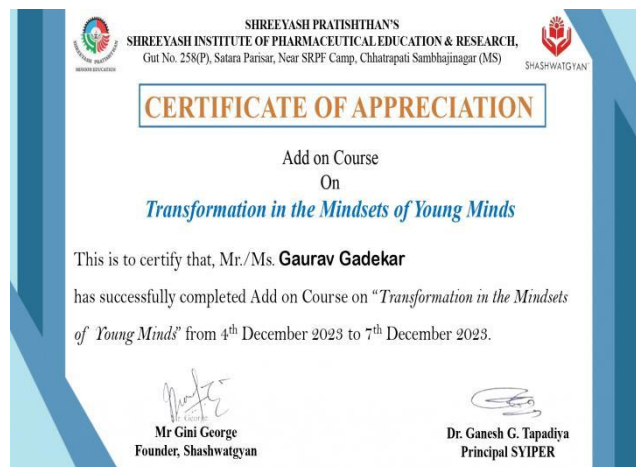 SHREEYASH PRATISHTHAN'S
SHREEYASH INSTITUTE OF PHARMACEUTICAL EDUCATION & RESEARCH,
Gut No. 258(P), Satara Parisar, Near SRPF Camp, Chhatrapati Sambhajinagar (MS)
SHASHWATGYAN
CERTIFICATE OF APPRECIATION
Add on Course
On
Transformation in the Mindsets of Young Minds
This is to certify that, Mr./Ms. Gaurav Gadekar
has successfully completed Add on Course on “Transformation in the Mindsets
of Young Minds” from 4th December 2023 to 7th December 2023.
Mr Gini George
Founder, Shashwatgyan
Dr. Ganesh G. Tapadiya
Principal SYIPER